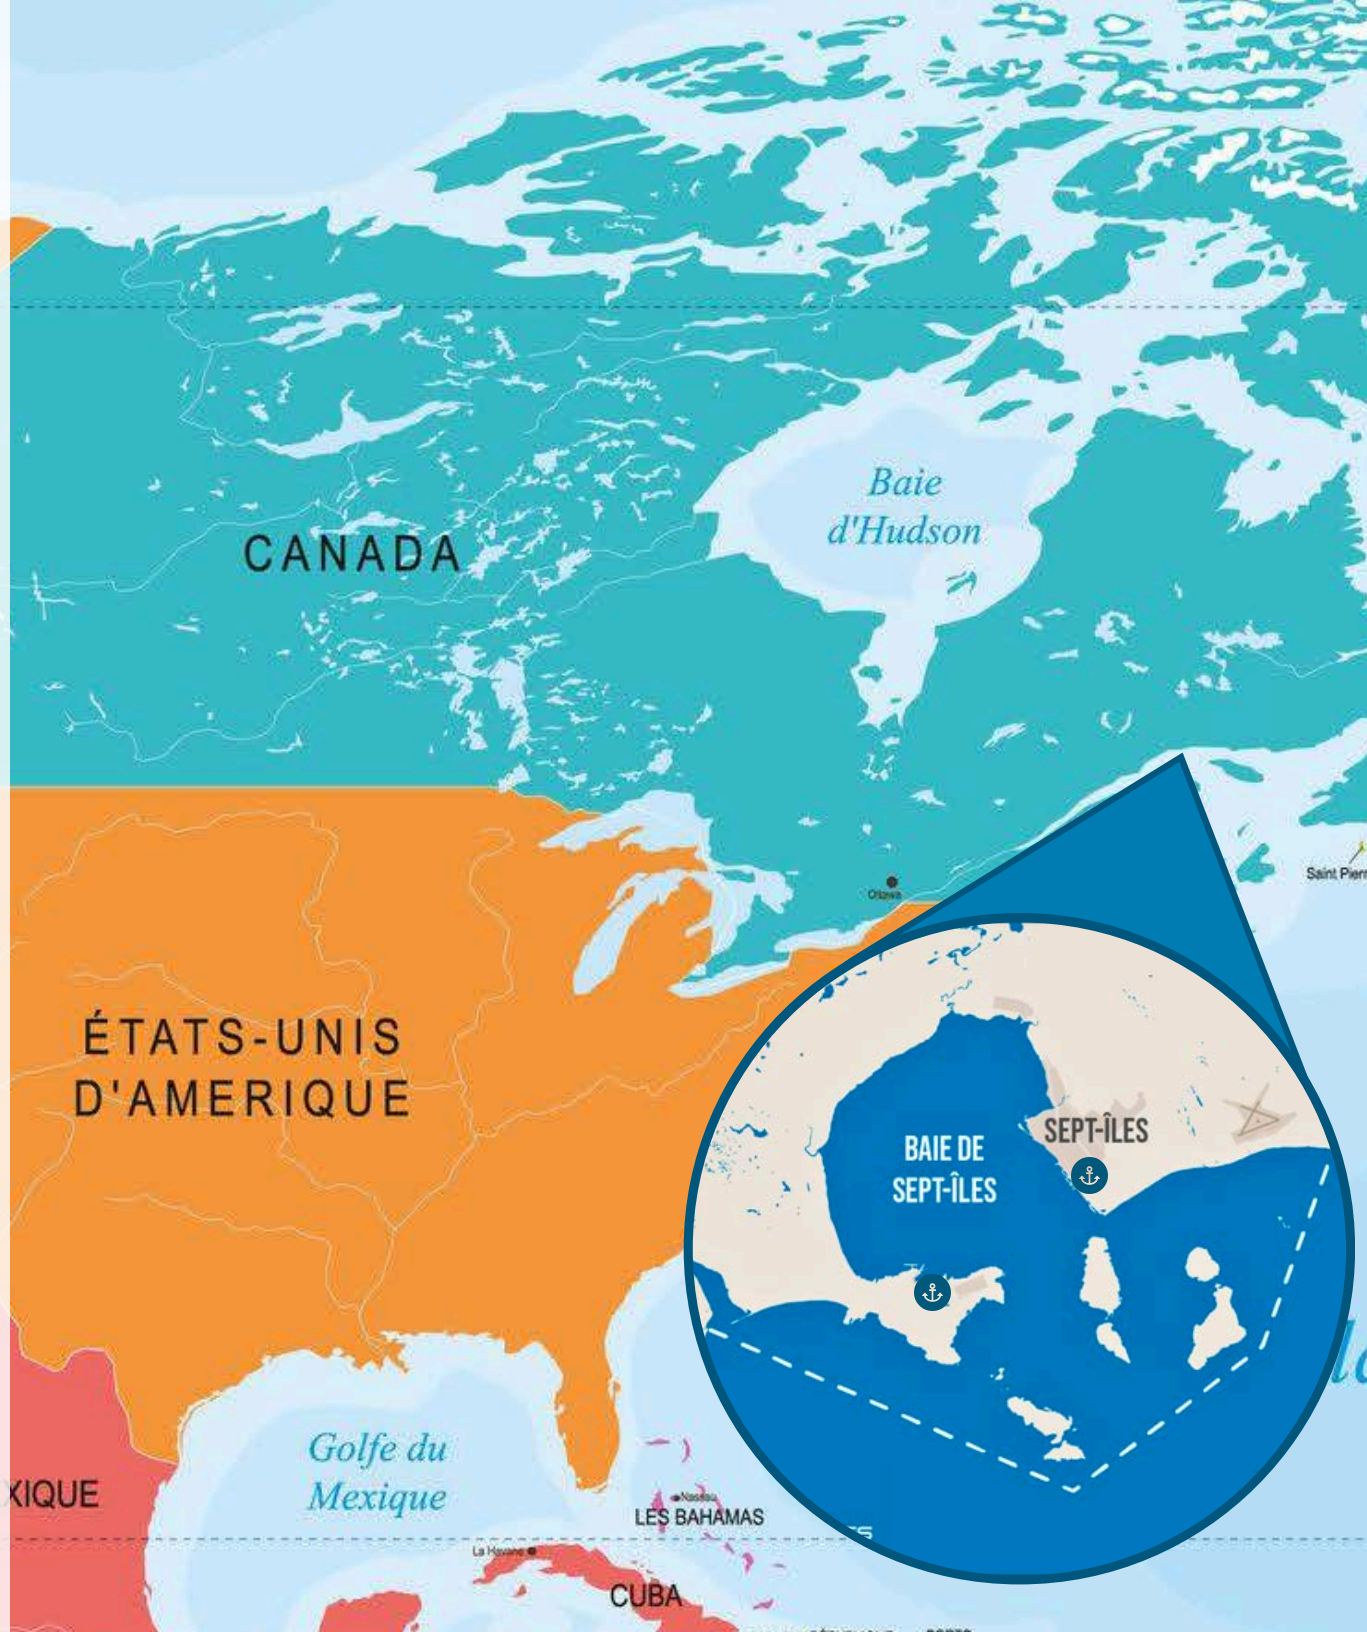 Baie
d'Hudson
CANADA
Saint Pierr
Ottawa
ÉTATS-UNIS
D'AMERIQUE
BAIE DE
SEPT-ÎLES
SEPT-ÎLES
Golfe du
Mexique
XIQUE
Nassau
LES BAHAMAS
La Havane
CUBA